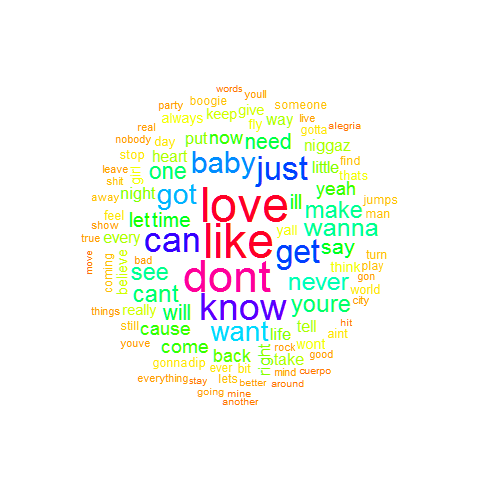 words
party boogie youll someone
always keep fly give way gotta live alegria
real put now need niggaz
nobody day
stop heart one baby just little thats find
leave girl
shit night got love ill yeah jumps
away feel let time make man
show
true every can like yall wanna
move coming believe bad dont get say turn
see think play
gon
things cant really will know never world
youre city
still cause want life tell hit
youve aint
come back right rock wont good
gonnadip ever bit take
everything stay lets better mind cuerpo
around
going mine
another